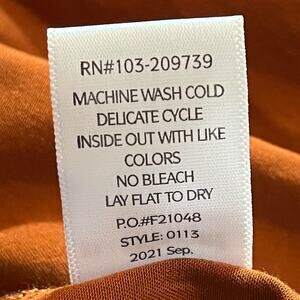 RN#103-209739
MACHINE WASH COLD
DELICATE CYCLE
INSIDE OUT WITH LIKE
COLORS
NO BLEACH
LAY FLAT TO DRY
P.O.#F21048
STYLE: 0113
2021 Sep.